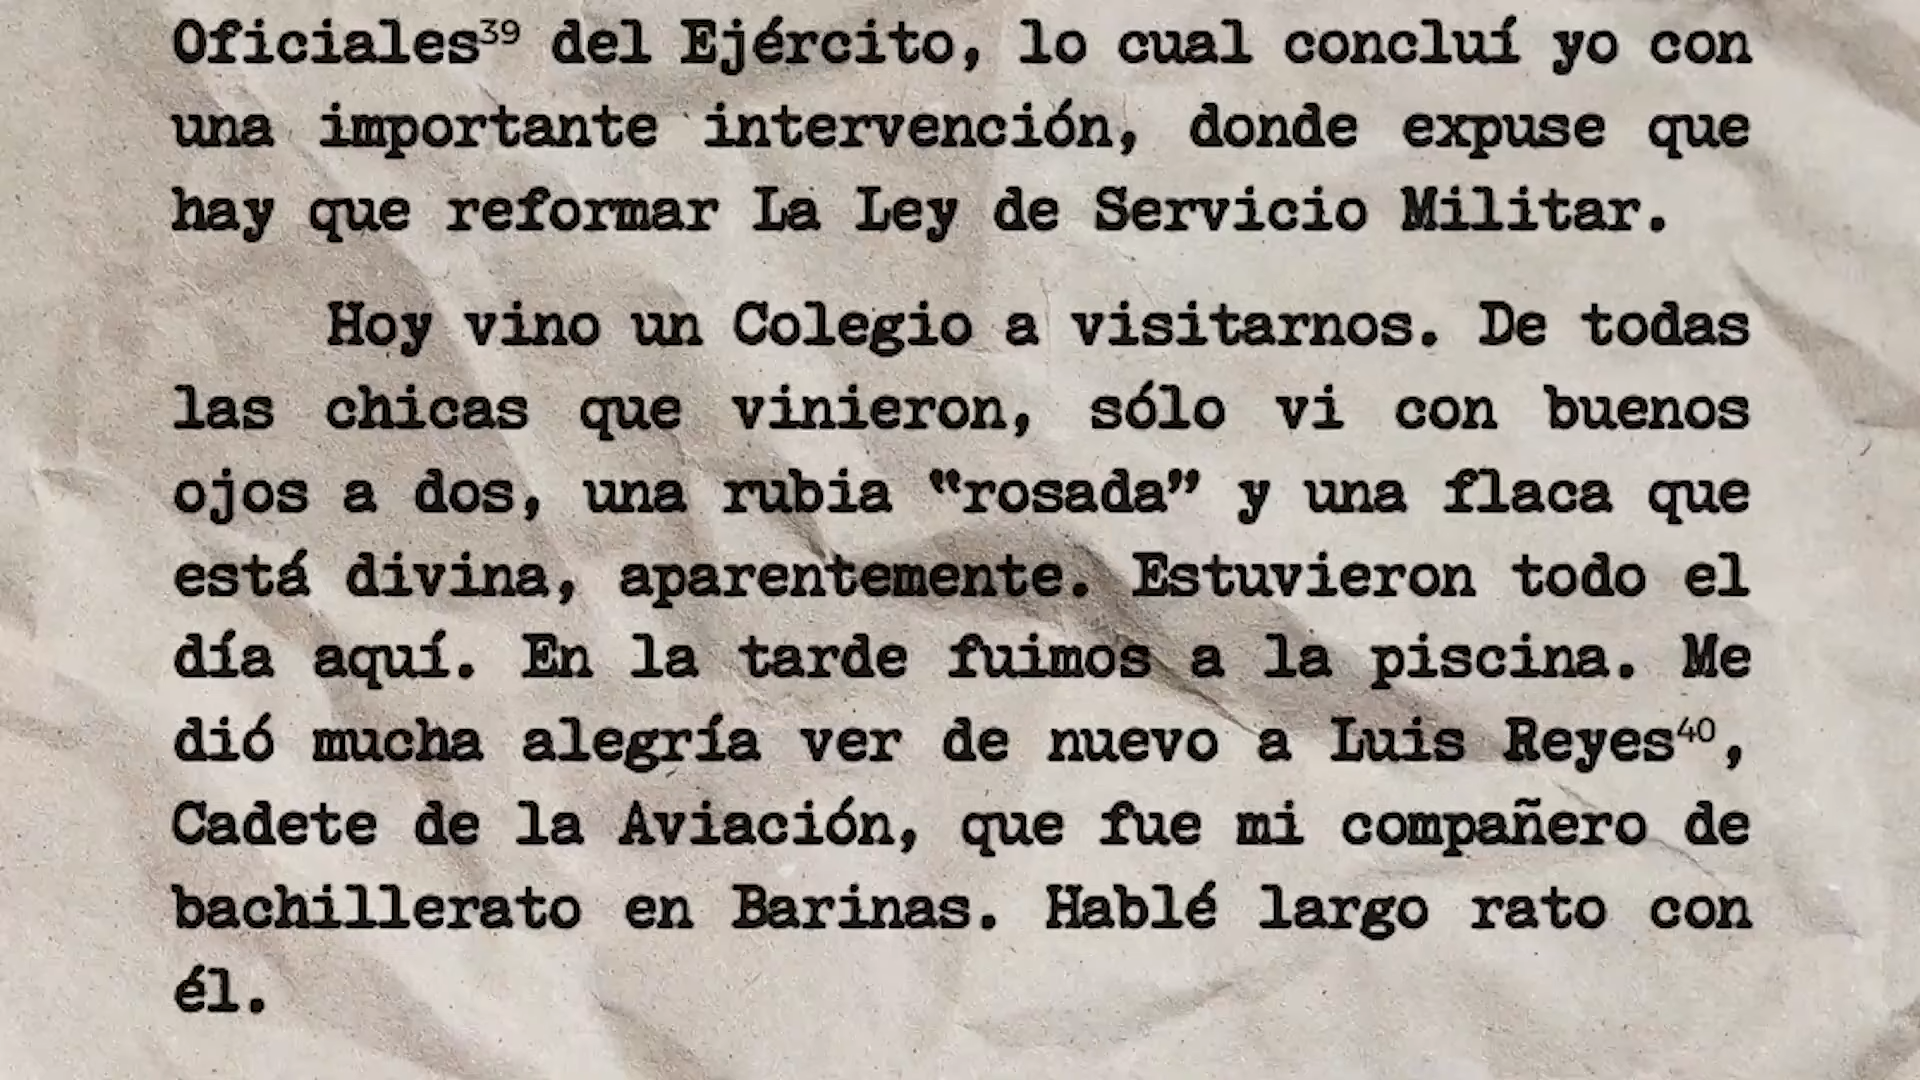 Oficiales³⁹ del Ejército, lo cual concluí yo con
una importante intervención, donde expuse que
hay que reformar La Ley de Servicio Militar.
Hoy vino un Colegio a visitarnos. De todas
las chicas que vinieron, sólo vi con buenos
ojos a dos, una rubia “rosada” y una flaca que
está divina, aparentemente. Estuvieron todo el
día aquí. En la tarde fuimos a la piscina. Me
dió mucha alegría ver de nuevo a Luis Reyes⁴⁰,
Cadete de la Aviación, que fue mi compañero de
bachillerato en Barinas. Hablé largo rato con
él.